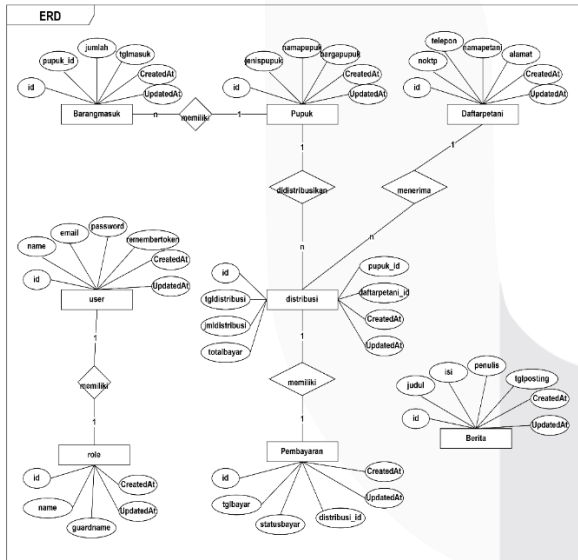 ERD
jumlah
pupuk_id
tglmasuk
CreatedAt
UpdatedAt
id
Barangmasuk
n
memiliki
1
namapupuk
jenispupuk
hargapupuk
CreatedAt
UpdatedAt
id
Pupuk
telepon
namapetani
alamat
noktp
CreatedAt
UpdatedAt
id
Daftarpetani
1
didistribusikan
n
1
menerima
n
password
email
remembertoken
name
CreatedAt
UpdatedAt
id
user
1
memiliki
1
id
tgldistribusi
jmldistribusi
totalbayar
distribusi
pupuk_id
daftarpetani_id
CreatedAt
UpdatedAt
1
memiliki
1
penulis
isi
judul
tglposting
CreatedAt
UpdatedAt
id
Berita
role
id
name
guardname
CreatedAt
UpdatedAt
Pembayaran
id
tglbayar
statusbayar
distribusi_id
CreatedAt
UpdatedAt